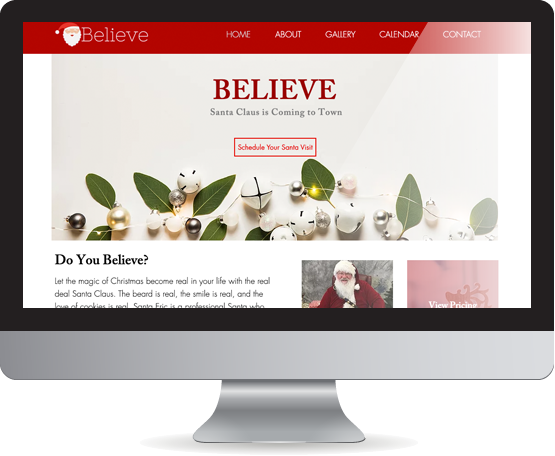 Believe
HOME ABOUT GALLERY CALENDAR CONTACT
BELIEVE
Santa Claus is Coming to Town
Schedule Your Santa Visit
Do You Believe?
Let the magic of Christmas become real in your life with the real
deal Santa Claus. The beard is real, the smile is real, and the
love of cookies is real. Santa Eric is a professional Santa who
View Pricing